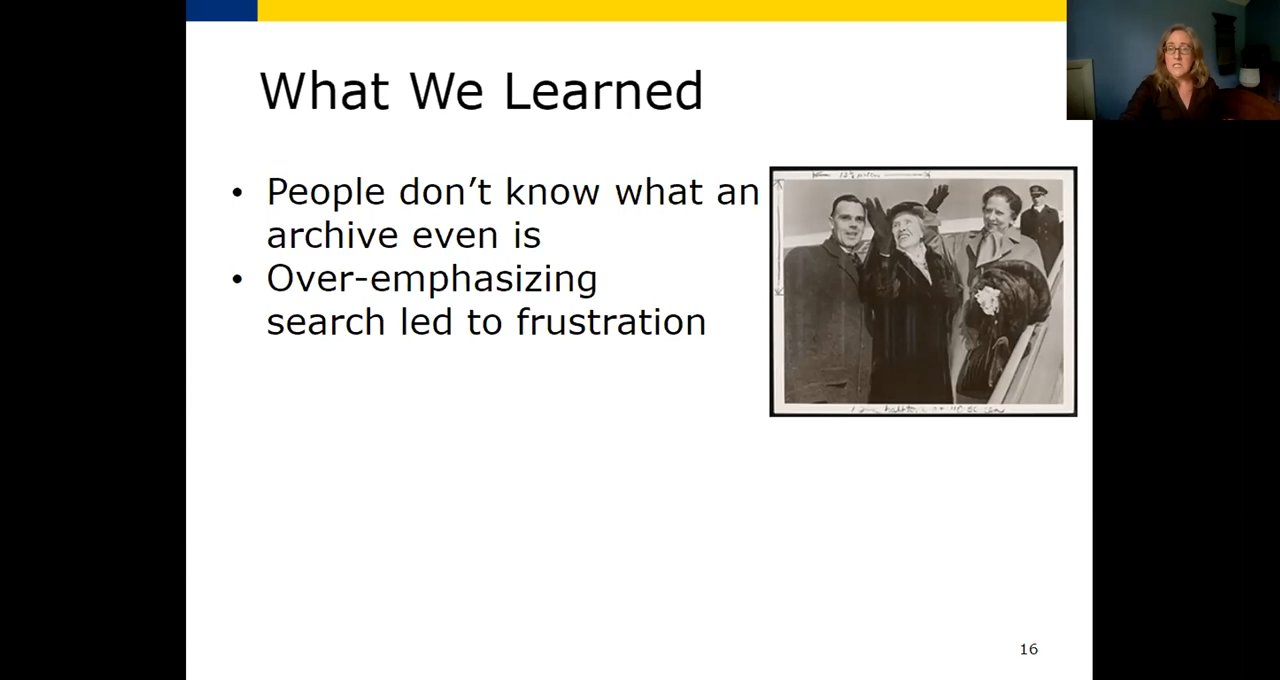 What We Learned
• People don’t know what an
archive even is
• Over-emphasizing
search led to frustration
16